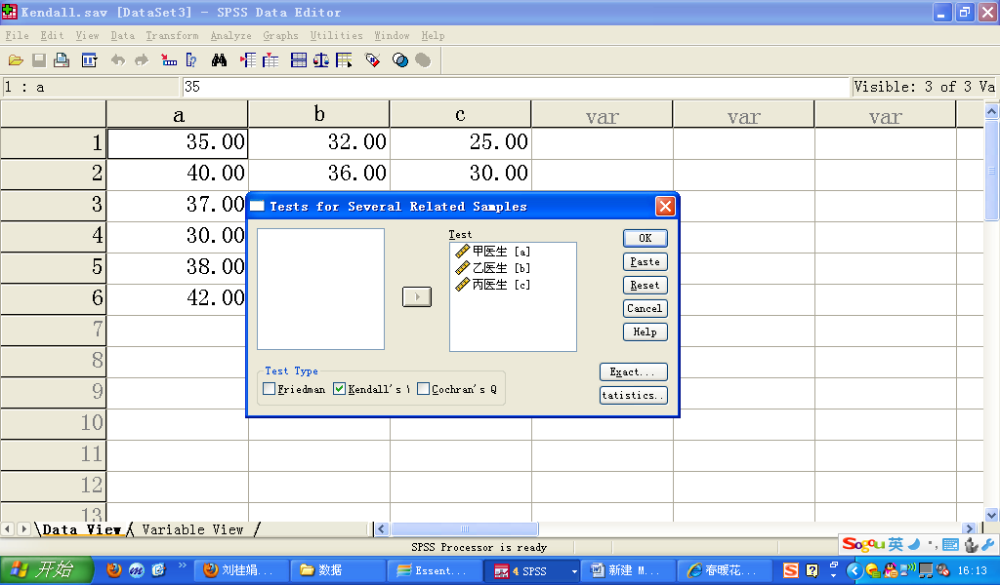 Kendall.sav [DataSet3] - SPSS Data Editor
File Edit View Data Transform Analyze Graphs Utilities Window Help
1 : a 35 Visible: 3 of 3 Va
a b c var var var
1 35.00 32.00 25.00
2 40.00 36.00 30.00
3 37.00
4 30.00
5 38.00
6 42.00
7
8
9
10
11
12
13
Tests for Several Related Samples
Test
甲医生 [a]
乙医生 [b]
丙医生 [c]
OK
Paste
Reset
Cancel
Help
Exact...
tatistics..
Test Type
Friedman Kendall's Cochran's Q
Data View Variable View
SPSS Processor is ready
Sogou 英
开始 刘桂娟... 数据 Essent... 4 SPSS 新建 M... 春暖花... 16:13